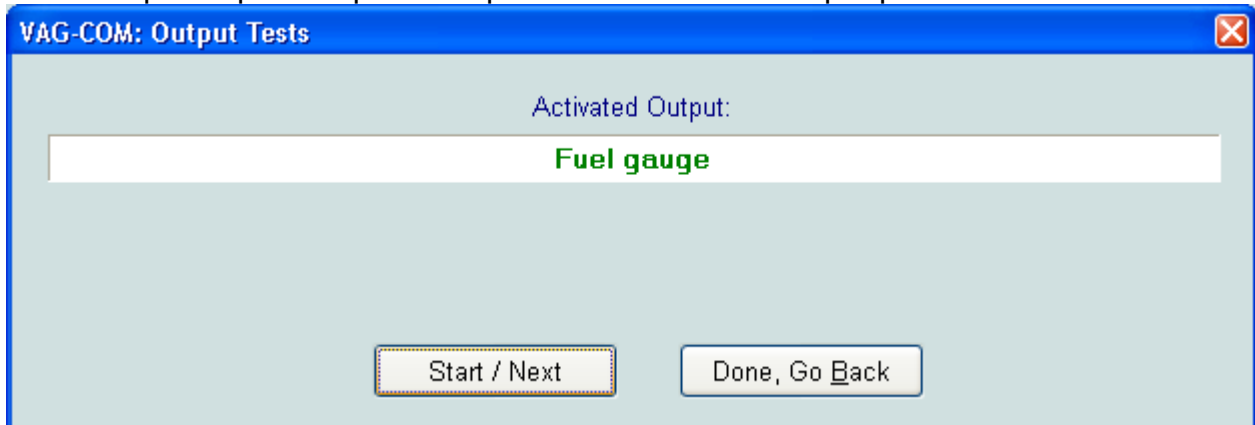 VAG-COM: Output Tests
Activated Output:
Fuel gauge
Start / Next
Done, Go Back